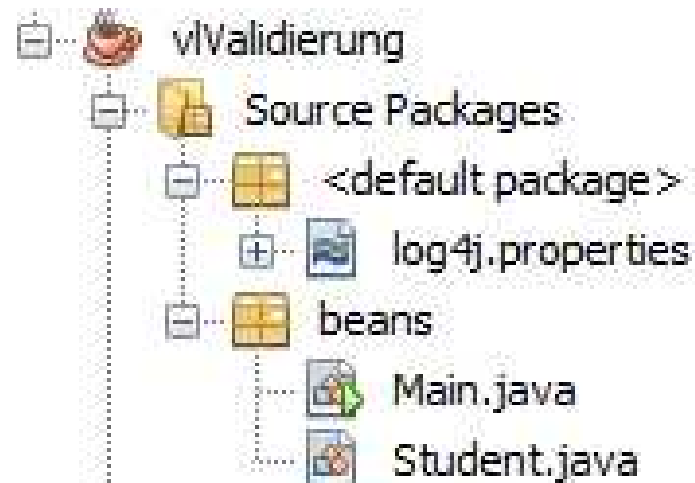 vlValidierung
Source Packages
<default package>
log4j.properties
beans
Main.java
Student.java